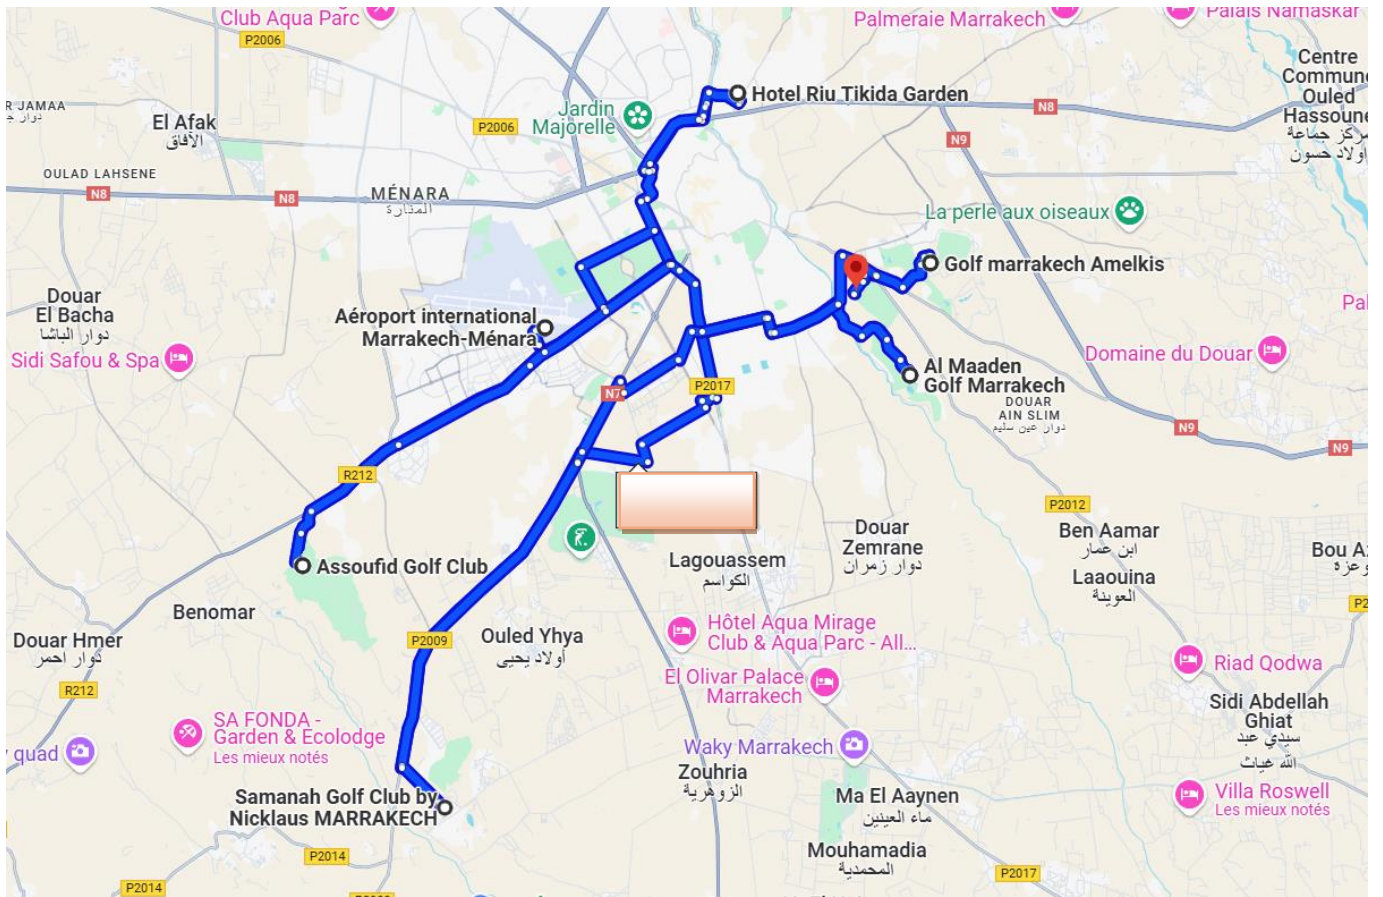 Club Aqua Parc
P2006
Palmeraie Marrakech
Palais Namaskar
Centre
Commune
Ouled
Hassoune
مركز جماعة
اولاد حسون
R JAMAA
El Afak
الآفاق
P2006
Jardin
Majorelle
Hotel Riu Tikida Garden
N8
N9
OULAD LAHSENE
N8
N8
MÉNARA
المنارة
La perle aux oiseaux
Golf marrakech Amelkis
Douar
El Bacha
دوار الباشا
Sidi Safou & Spa
Aéroport international
Marrakech-Ménara
Domaine du Douar
Al Maaden
Golf Marrakech
DOUAR
AIN SLIM
دوار عين سليم
N7
P2017
N9
N9
R212
P2012
Assoufid Golf Club
Benomar
Lagouassem
الكواسم
Douar
Zemrane
دوار زمران
Ben Aamar
ابن عمار
Laaouina
العوينة
Douar Hmer
دوار احمر
R212
P2009
Ouled Yhya
أولاد يحيى
Hôtel Aqua Mirage
Club & Aqua Parc - All...
El Olivar Palace
Marrakech
Riad Qodwa
Sidi Abdellah
Ghiat
سيدي عبد
الله غياث
SA FONDA -
Garden & Ecolodge
Les mieux notés
quad
Waky Marrakech
Zouhria
الزوهرية
Samanah Golf Club by
Nicklaus MARRAKECH
Ma El Aaynen
ماء العينين
Villa Roswell
Les mieux notés
Mouhamadia
المحمدية
P2014
P2014
P2017